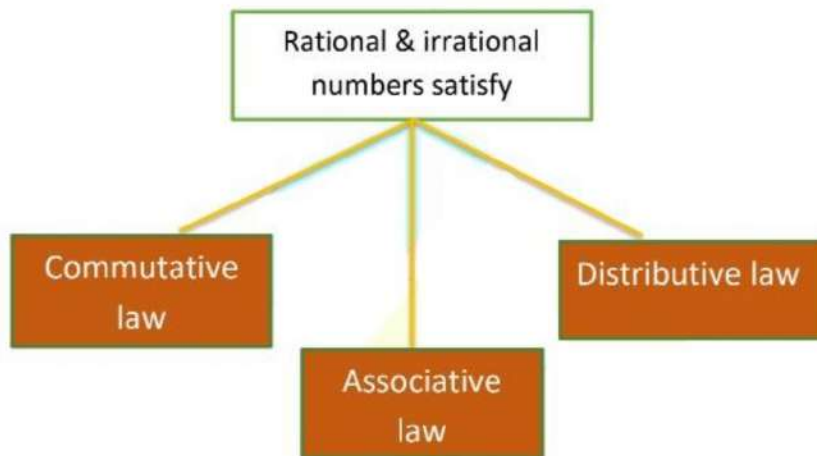 Rational & irrational
numbers satisfy
Commutative
law
Distributive law
Associative
law